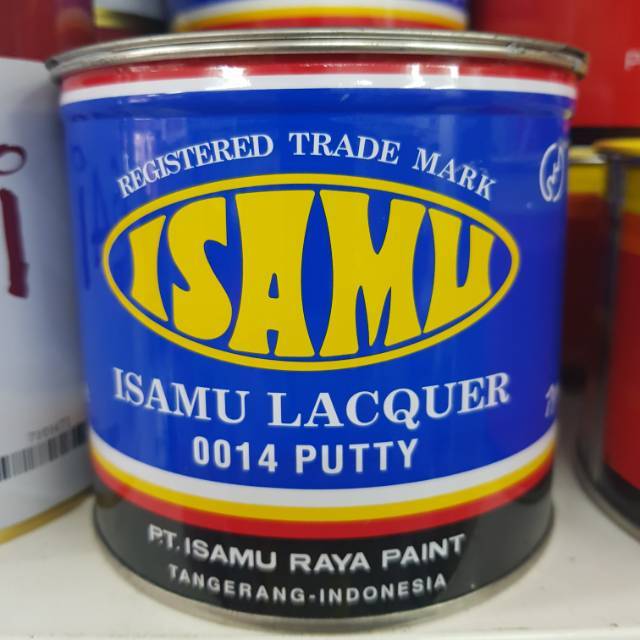 REGISTERED TRADE MARK
ISAMU
ISAMU LACQUER
0014 PUTTY
P.T. ISAMU RAYA PAINT
TANGERANG-INDONESIA